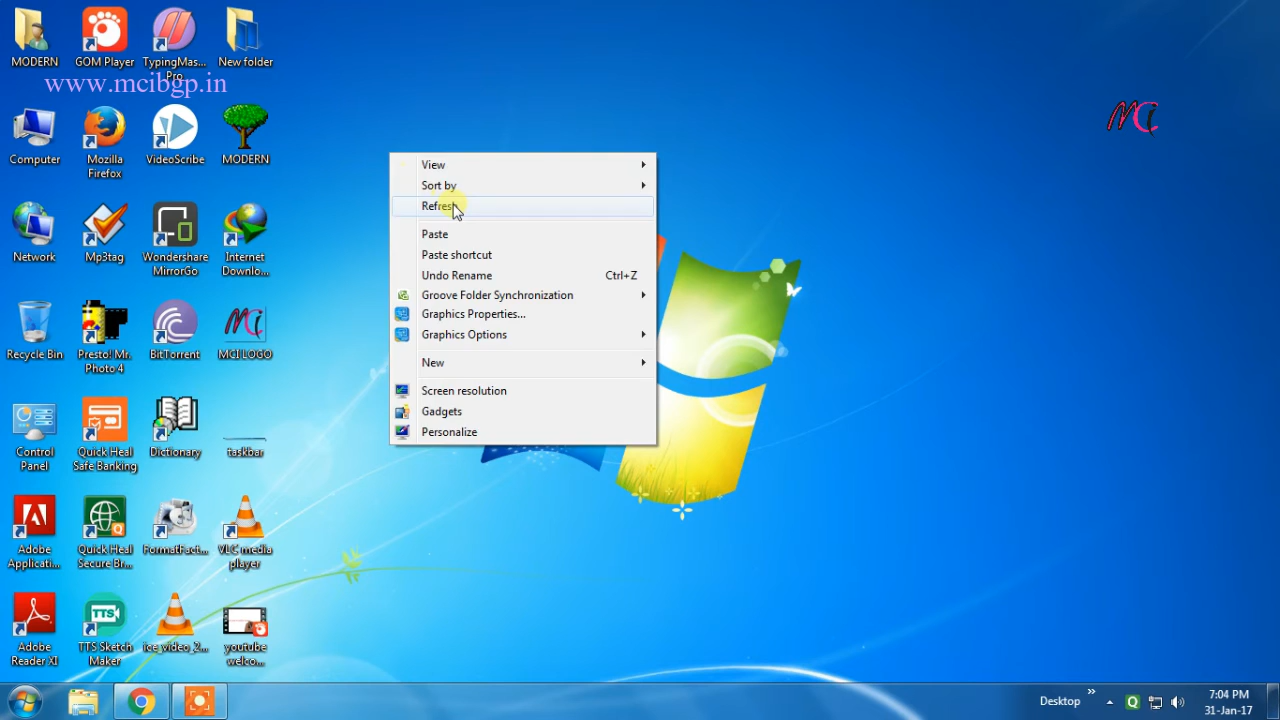 MODERN
GOM Player
TypingMas...
Pro
New folder
www.mcibgp.in
MCi
Computer
Mozilla
Firefox
VideoScribe
MODERN
Network
Mp3tag
Wondershare
MirrorGo
Internet
Downlo...
Recycle Bin
Presto! Mr.
Photo 4
BitTorrent
MCi
MCI LOGO
Control
Panel
Quick Heal
Safe Banking
Dictionary
taskbar
Adobe
Applicati...
Quick Heal
Secure Br...
FormatFact...
VLC media
player
Adobe
Reader XI
TTS
TTS Sketch
Maker
ice_video_2...
youtube
welco...
View
Sort by
Refresh
Paste
Paste shortcut
Undo Rename Ctrl+Z
Groove Folder Synchronization
Graphics Properties...
Graphics Options
New
Screen resolution
Gadgets
Personalize
Desktop
7:04 PM
31-Jan-17